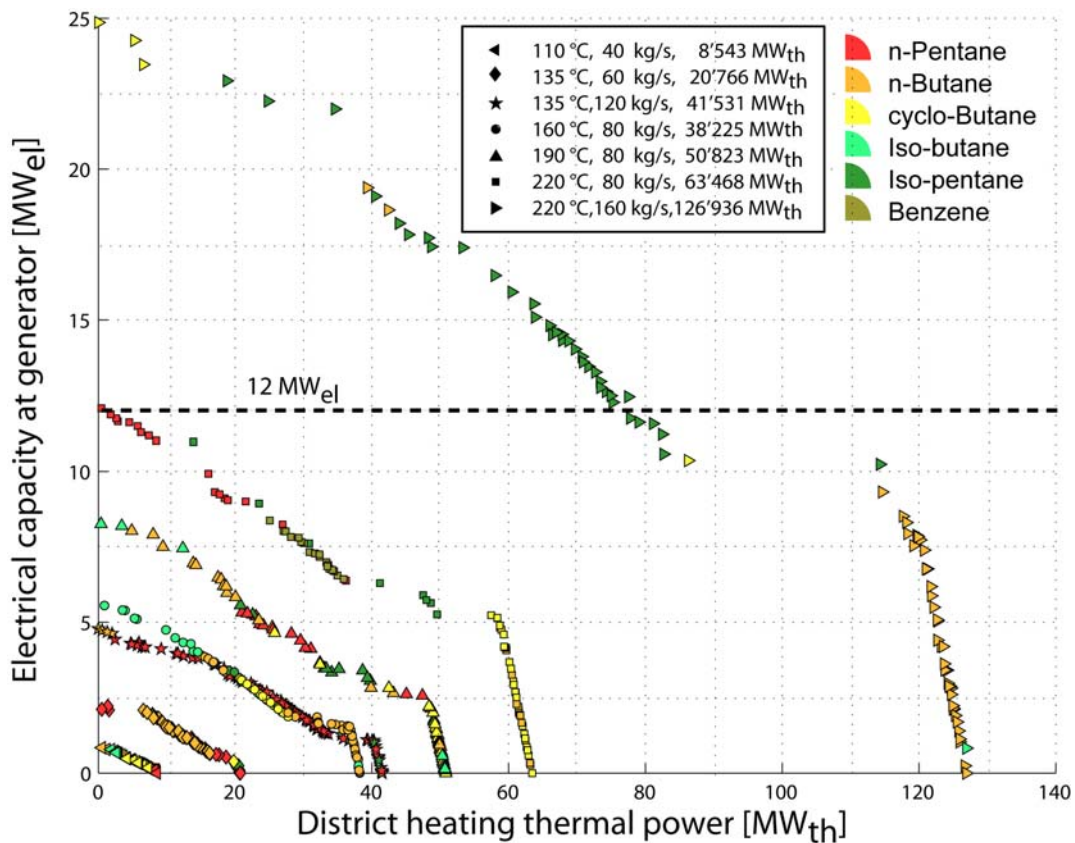 25
20
15
10
5
0
Electrical capacity at generator [MWel]
110 °C, 40 kg/s, 8'543 MWth
135 °C, 60 kg/s, 20'766 MWth
135 °C,120 kg/s, 41'531 MWth
160 °C, 80 kg/s, 38'225 MWth
190 °C, 80 kg/s, 50'823 MWth
220 °C, 80 kg/s, 63'468 MWth
220 °C,160 kg/s,126'936 MWth
n-Pentane
n-Butane
cyclo-Butane
Iso-butane
Iso-pentane
Benzene
12 MWel
0 20 40 60 80 100 120 140
District heating thermal power [MWth]